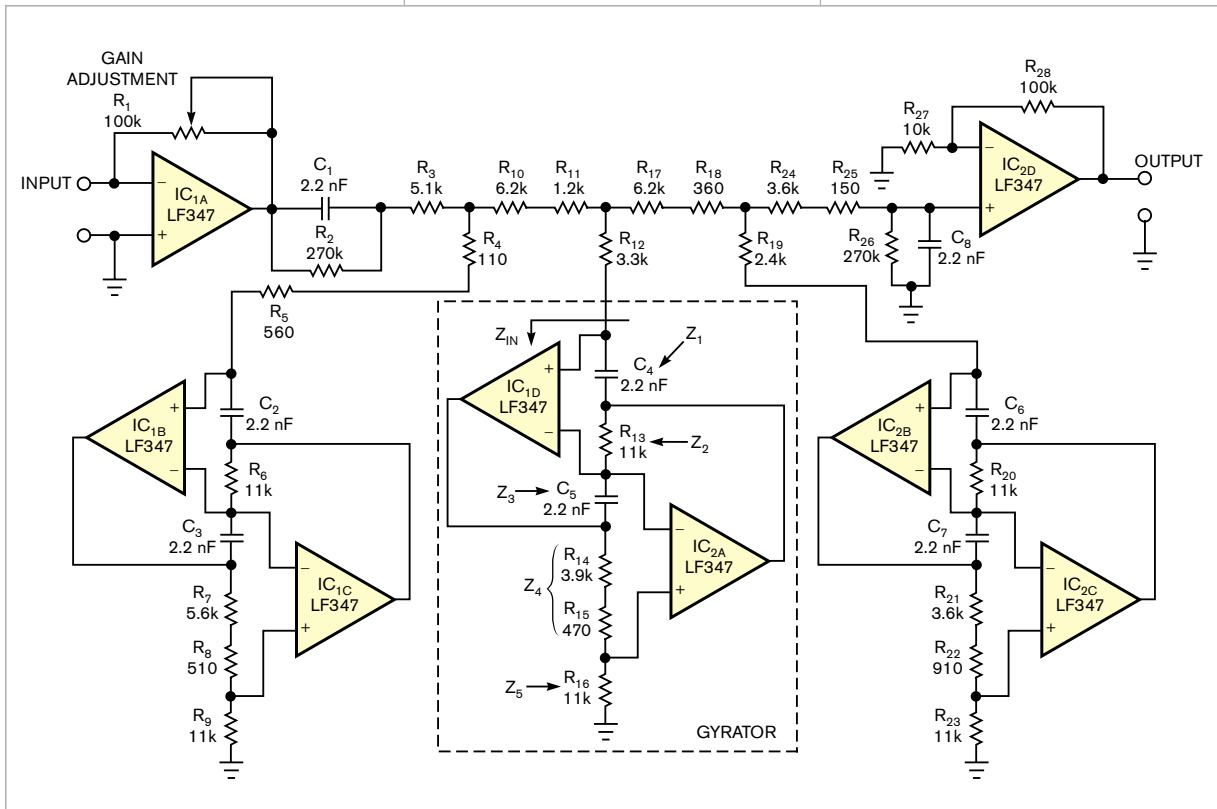 GAIN
ADJUSTMENT
R1
100k
INPUT
−
+
IC1A
LF347
C1
2.2 nF
R2
270k
R3
5.1k
R10
6.2k
R11
1.2k
R17
6.2k
R18
360
R24
3.6k
R25
150
R27
10k
R28
100k
−
+
IC2D
LF347
OUTPUT
R4
110
R12
3.3k
R19
2.4k
R26
270k
C8
2.2 nF
R5
560
+
−
IC1B
LF347
C2
2.2 nF
R6
11k
C3
2.2 nF
R7
5.6k
R8
510
R9
11k
−
+
IC1C
LF347
ZIN
Z1
+
−
IC1D
LF347
C4
2.2 nF
R13
11k
Z2
Z3
C5
2.2 nF
Z4
R14
3.9k
R15
470
Z5
R16
11k
−
+
IC2A
LF347
GYRATOR
+
−
IC2B
LF347
C6
2.2 nF
R20
11k
C7
2.2 nF
R21
3.6k
R22
910
R23
11k
−
+
IC2C
LF347